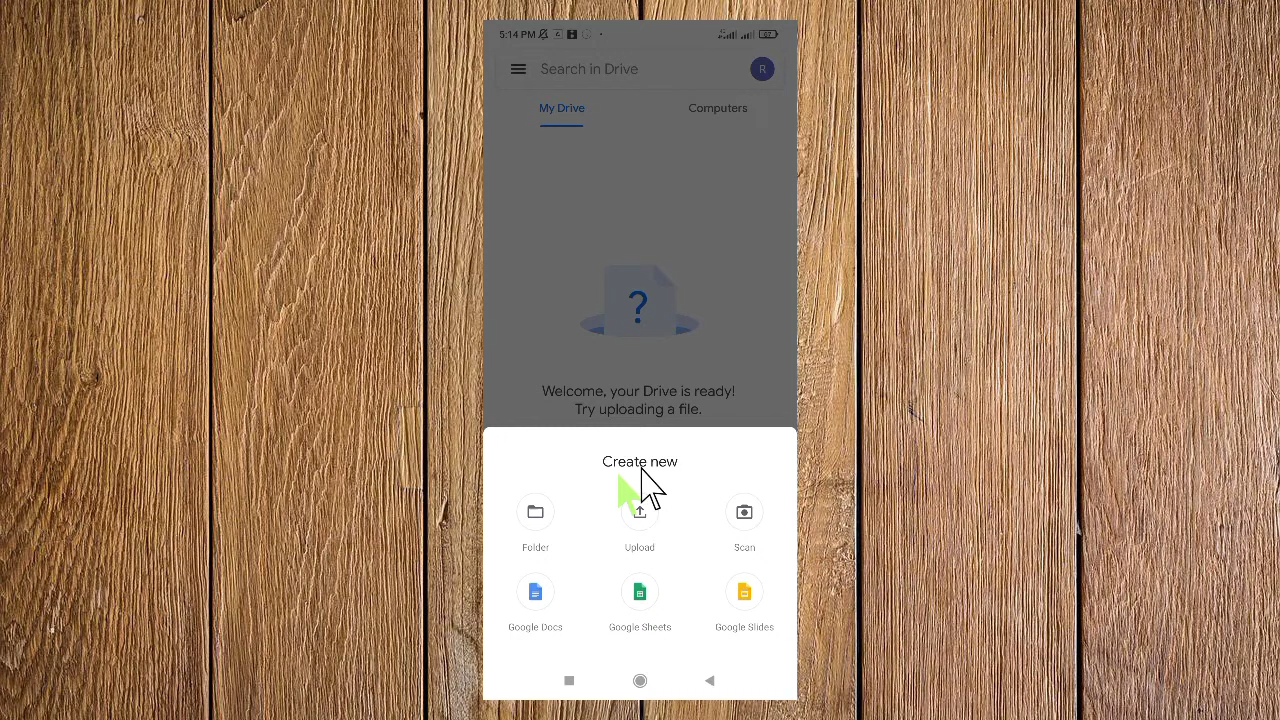 5:14 PM
67
Search in Drive
R
My Drive
Computers
?
Welcome, your Drive is ready!
Try uploading a file.
Create new
Folder
Upload
Scan
Google Docs
Google Sheets
Google Slides